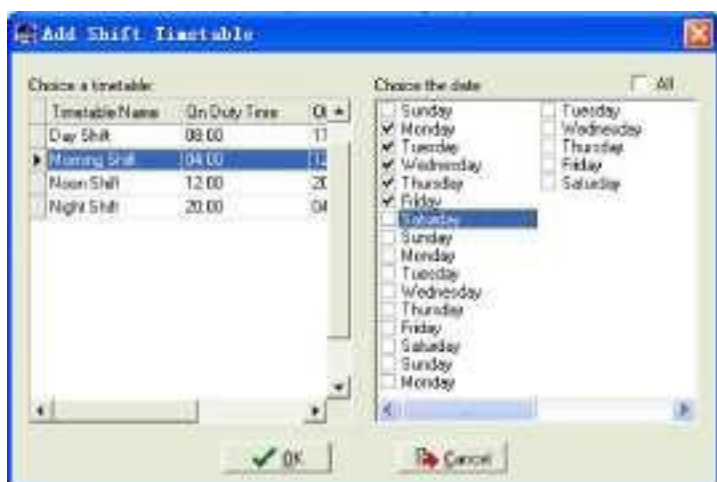 Add Shift Timetable
Choice a timetable:
Timetable Name On Duty Time
Day Shift 08:00
Morning Shift 04:00
Noon Shift 12:00
Night Shift 20:00
Choice the date All
Sunday
Monday
Tuesday
Wednesday
Thursday
Friday
Saturday
Sunday
Monday
Tuesday
Wednesday
Thursday
Friday
Saturday
Sunday
Monday
Tuesday
Wednesday
Thursday
Friday
Saturday
OK
Cancel